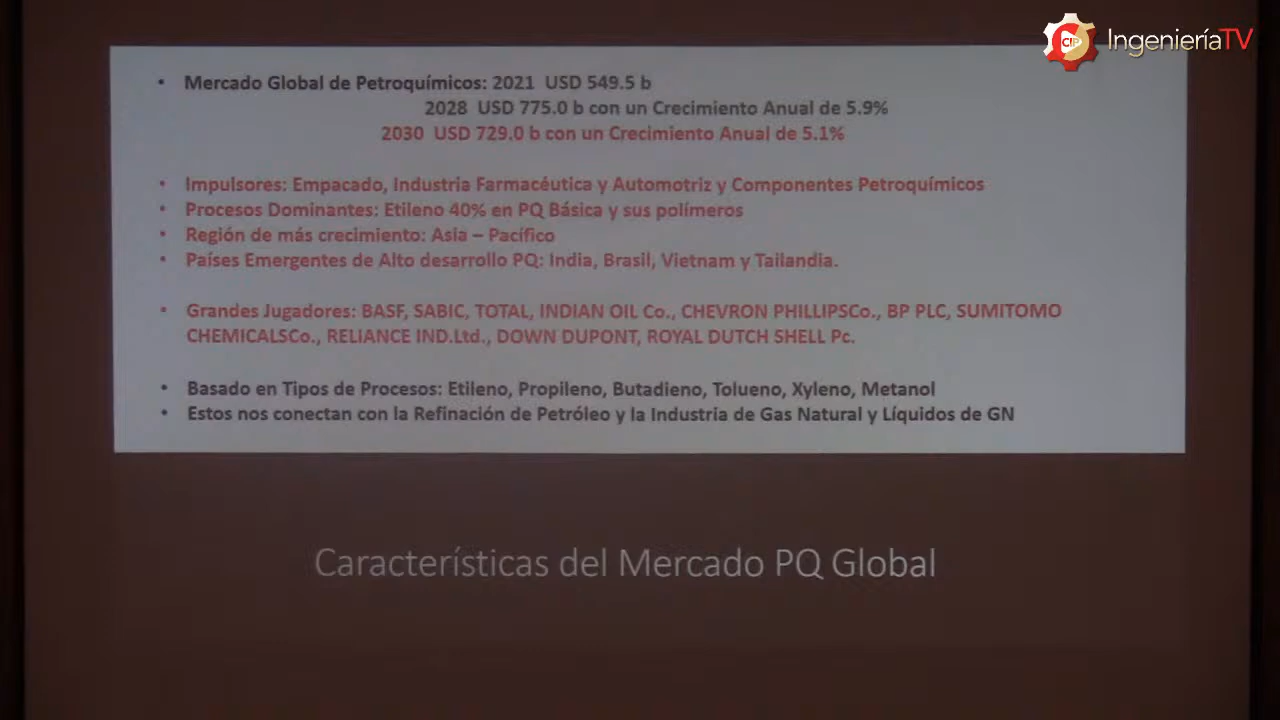 CIP IngenieríaTV
• Mercado Global de Petroquímicos: 2021 USD 549.5 b
2028 USD 775.0 b con un Crecimiento Anual de 5.9%
2030 USD 729.0 b con un Crecimiento Anual de 5.1%
• Impulsores: Empacado, Industria Farmacéutica y Automotriz y Componentes Petroquímicos
• Procesos Dominantes: Etileno 40% en PQ Básica y sus polímeros
• Región de más crecimiento: Asia – Pacífico
• Países Emergentes de Alto desarrollo PQ: India, Brasil, Vietnam y Tailandia.
• Grandes Jugadores: BASF, SABIC, TOTAL, INDIAN OIL Co., CHEVRON PHILLIPSCo., BP PLC, SUMITOMO
CHEMICALSCo., RELIANCE IND.Ltd., DOWN DUPONT, ROYAL DUTCH SHELL Pc.
• Basado en Tipos de Procesos: Etileno, Propileno, Butadieno, Tolueno, Xyleno, Metanol
• Estos nos conectan con la Refinación de Petróleo y la Industria de Gas Natural y Líquidos de GN
Características del Mercado PQ Global